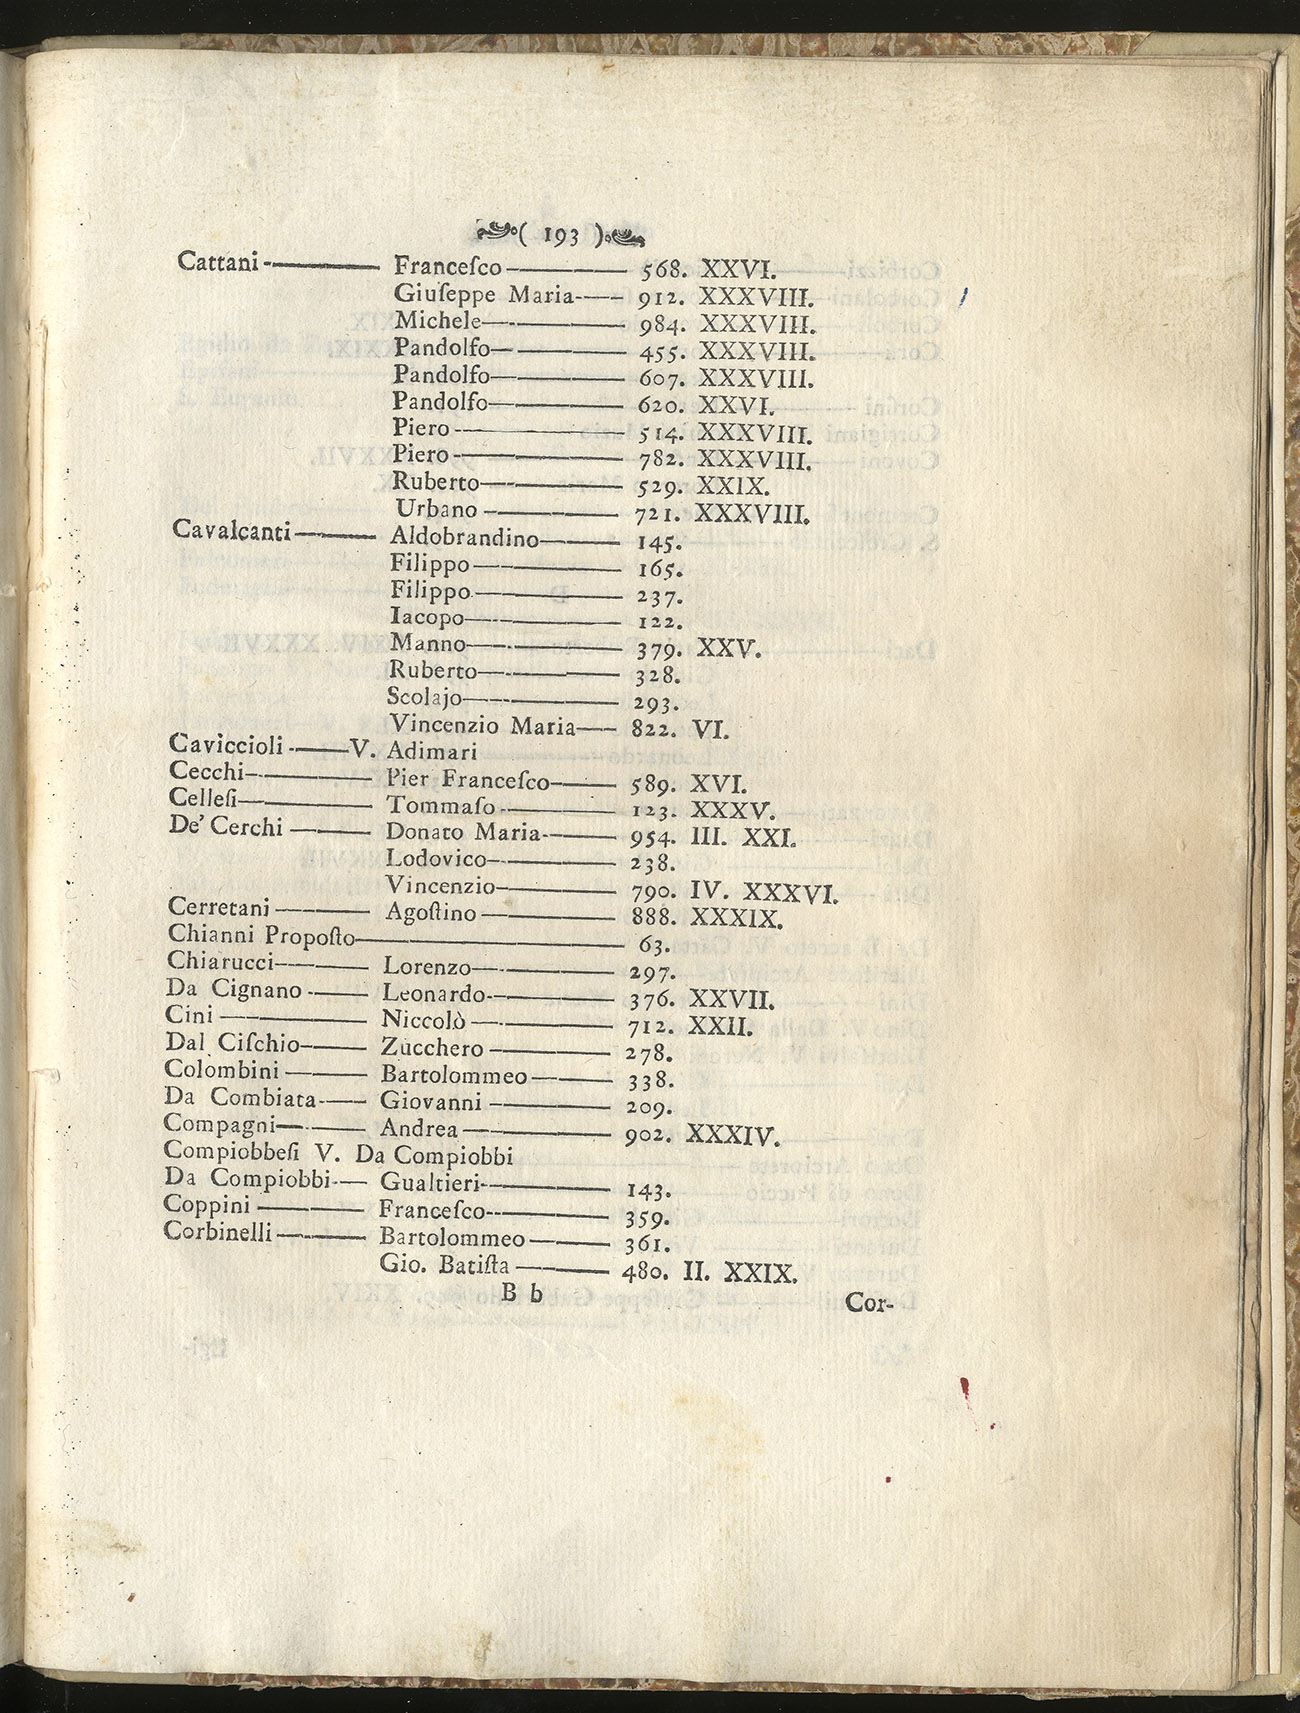 ( 193 )
Cattani - Franceſco — 568. XXVI.
Giuſeppe Maria — 912. XXXVIII.
Michele — 984. XXXVIII.
Pandolfo — 455. XXXVIII.
Pandolfo — 607. XXXVIII.
Pandolfo — 620. XXVI.
Piero — 514. XXXVIII.
Piero — 782. XXXVIII.
Ruberto — 529. XXIX.
Urbano — 721. XXXVIII.
Cavalcanti — Aldobrandino — 145.
Filippo — 165.
Filippo — 237.
Iacopo — 122.
Manno — 379. XXV.
Ruberto — 328.
Scolajo — 293.
Vincenzio Maria — 822. VI.
Caviccioli — V. Adimari
Cecchi — Pier Franceſco — 589. XVI.
Celleſi — Tommaſo — 123. XXXV.
De' Cerchi — Donato Maria — 954. III. XXI.
Lodovico — 238.
Vincenzio — 790. IV. XXXVI.
Cerretani — Agoſtino — 888. XXXIX.
Chianni Propoſto — 63.
Chiarucci — Lorenzo — 297.
Da Cignano — Leonardo — 376. XXVII.
Cini — Niccolò — 712. XXII.
Dal Ciſchio — Zucchero — 278.
Colombini — Bartolommeo — 338.
Da Combiata — Giovanni — 209.
Compagni — Andrea — 902. XXXIV.
Compiobbeſi V. Da Compiobbi
Da Compiobbi — Gualtieri — 143.
Coppini — Franceſco — 359.
Corbinelli — Bartolommeo — 361.
Gio. Batiſta — 480. II. XXIX.
B b
Cor-